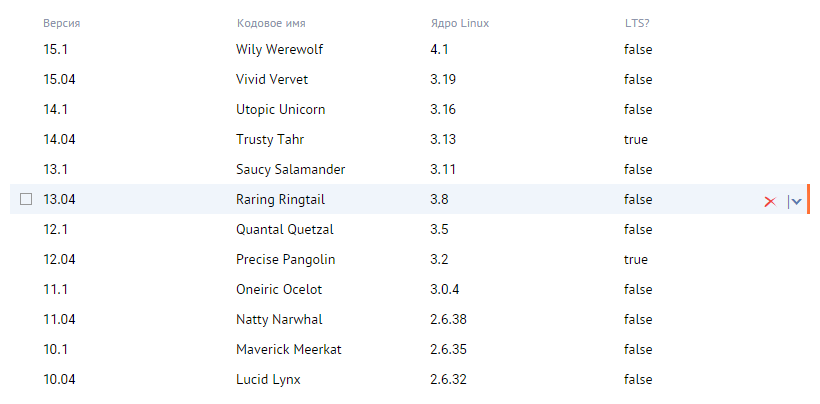 Версия Кодовое имя Ядро Linux LTS?
15.1 Wily Werewolf 4.1 false
15.04 Vivid Vervet 3.19 false
14.1 Utopic Unicorn 3.16 false
14.04 Trusty Tahr 3.13 true
13.1 Saucy Salamander 3.11 false
13.04 Raring Ringtail 3.8 false
12.1 Quantal Quetzal 3.5 false
12.04 Precise Pangolin 3.2 true
11.1 Oneiric Ocelot 3.0.4 false
11.04 Natty Narwhal 2.6.38 false
10.1 Maverick Meerkat 2.6.35 false
10.04 Lucid Lynx 2.6.32 false